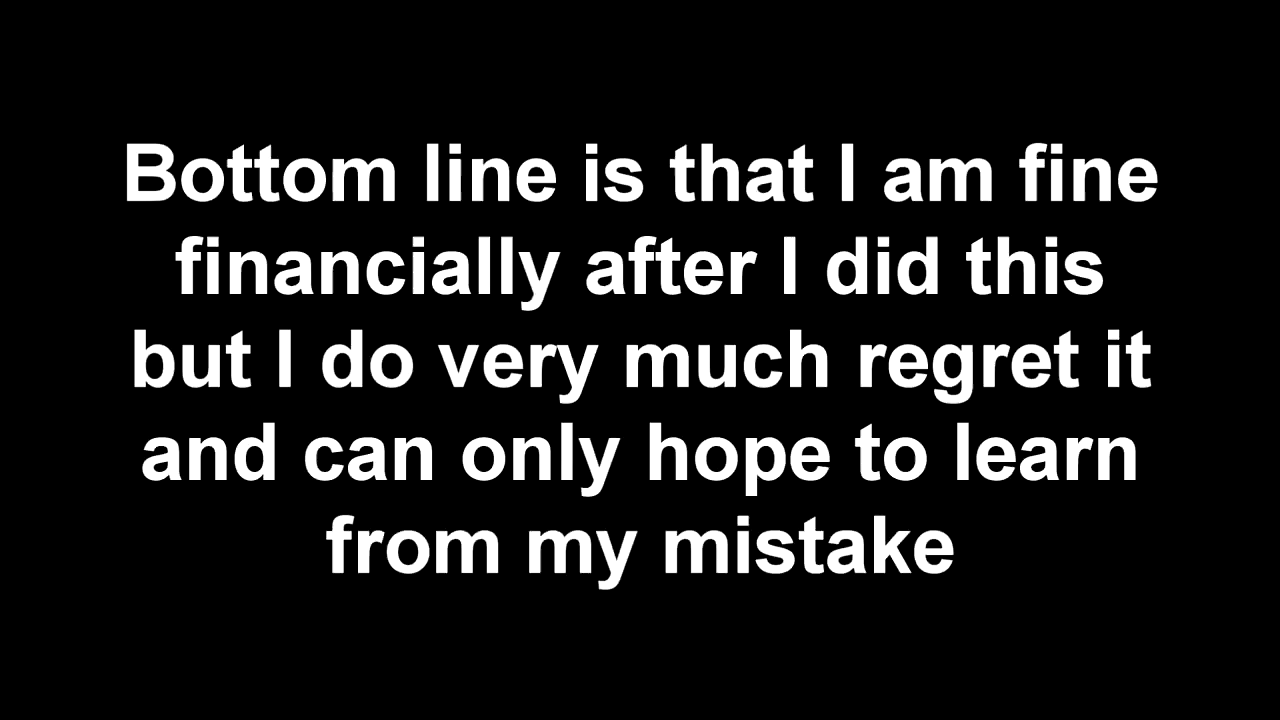 Bottom line is that I am fine
financially after I did this
but I do very much regret it
and can only hope to learn
from my mistake